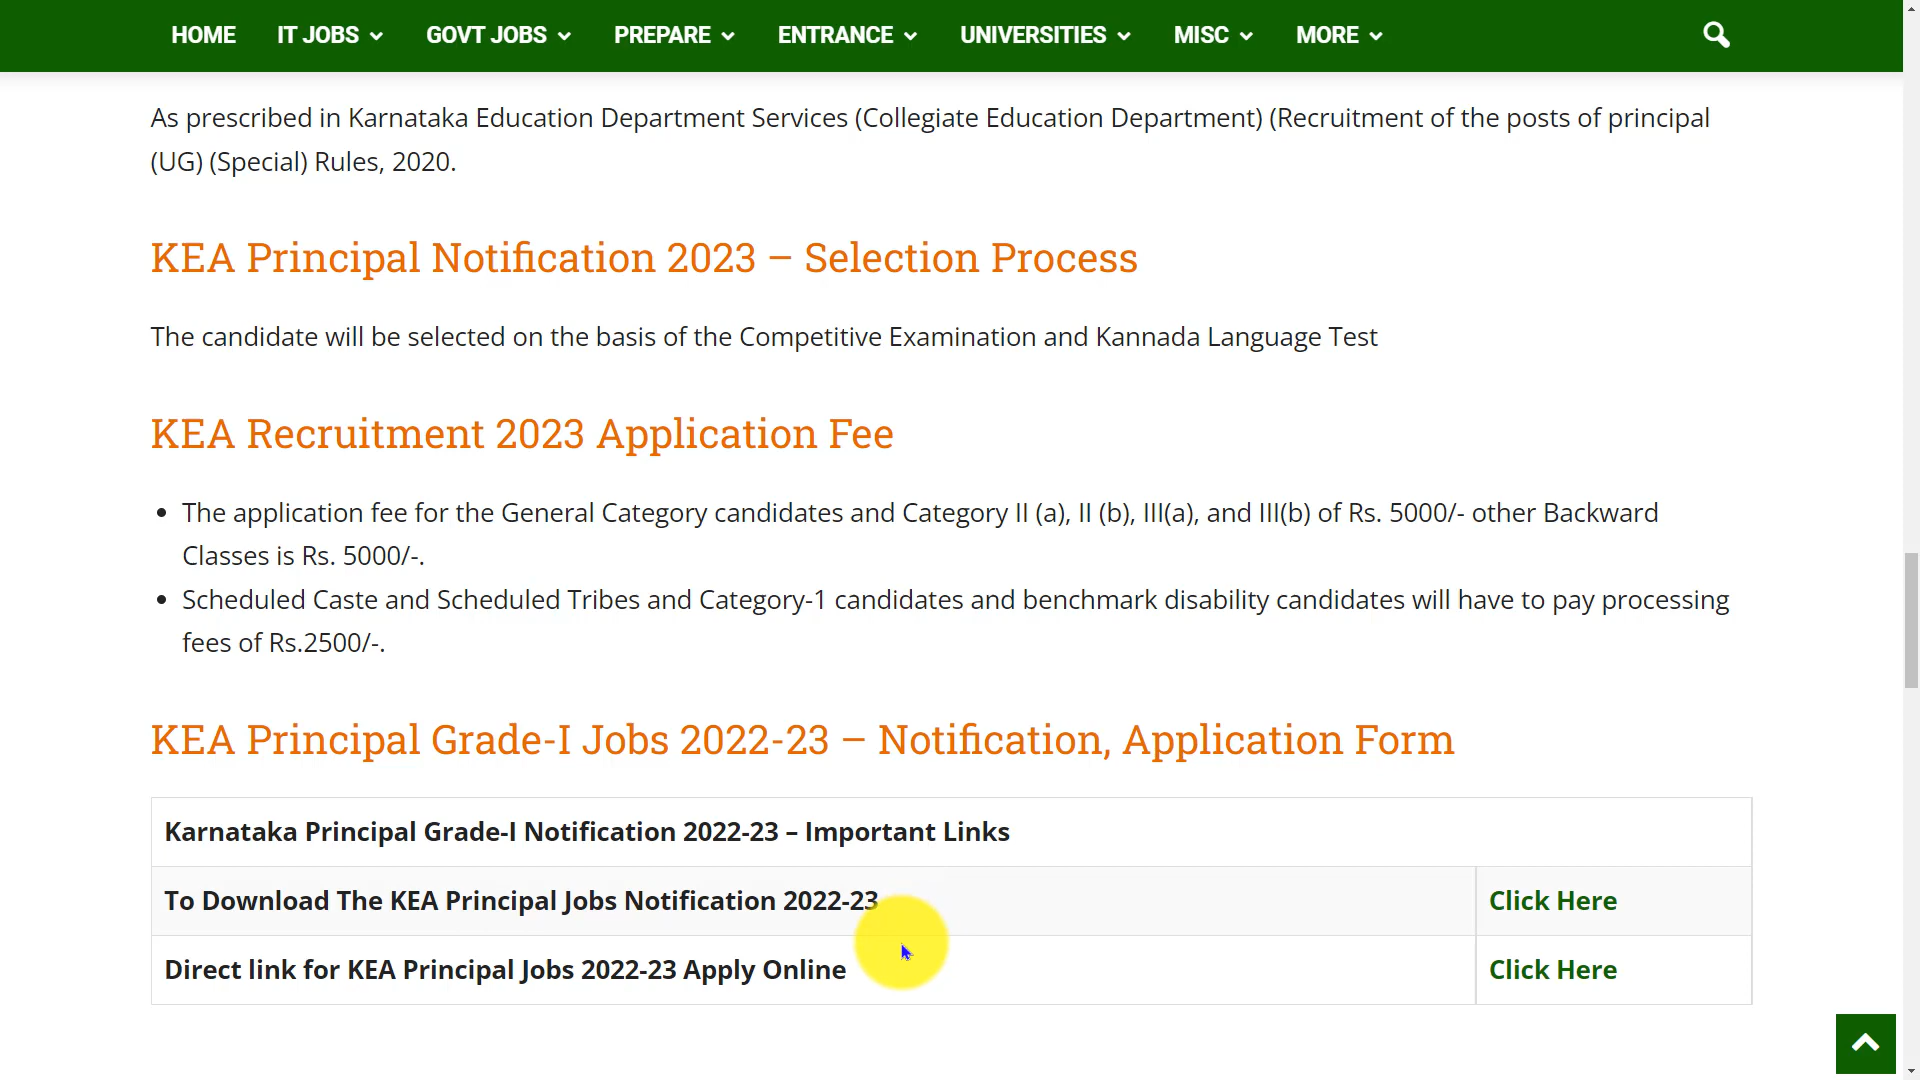 HOME IT JOBS GOVT JOBS PREPARE ENTRANCE UNIVERSITIES MISC MORE
As prescribed in Karnataka Education Department Services (Collegiate Education Department) (Recruitment of the posts of principal
(UG) (Special) Rules, 2020.
KEA Principal Notification 2023 – Selection Process
The candidate will be selected on the basis of the Competitive Examination and Kannada Language Test
KEA Recruitment 2023 Application Fee
• The application fee for the General Category candidates and Category II (a), II (b), III(a), and III(b) of Rs. 5000/- other Backward
Classes is Rs. 5000/-.
• Scheduled Caste and Scheduled Tribes and Category-1 candidates and benchmark disability candidates will have to pay processing
fees of Rs.2500/-.
KEA Principal Grade-I Jobs 2022-23 – Notification, Application Form
Karnataka Principal Grade-I Notification 2022-23 – Important Links
To Download The KEA Principal Jobs Notification 2022-23 Click Here
Direct link for KEA Principal Jobs 2022-23 Apply Online Click Here